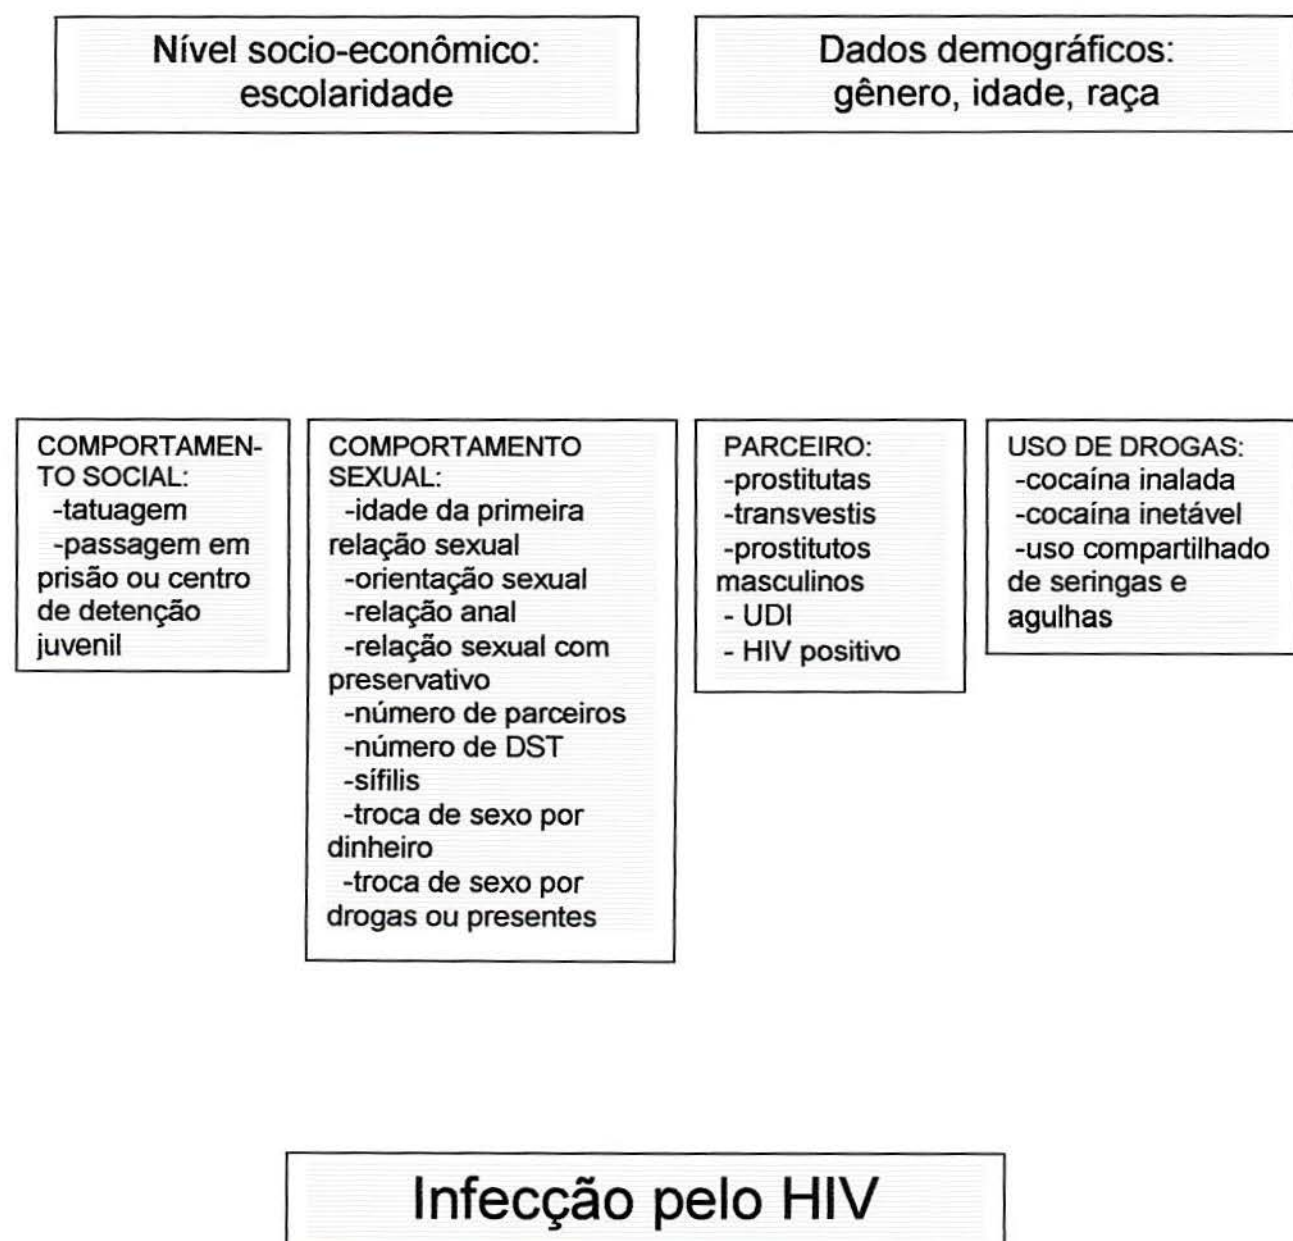 Nível socio-econômico:
escolaridade
Dados demográficos:
gênero, idade, raça
COMPORTAMEN-
TO SOCIAL:
-tatuagem
-passagem em
prisão ou centro
de detenção
juvenil
COMPORTAMENTO
SEXUAL:
-idade da primeira
relação sexual
-orientação sexual
-relação anal
-relação sexual com
preservativo
-número de parceiros
-número de DST
-sífilis
-troca de sexo por
dinheiro
-troca de sexo por
drogas ou presentes
PARCEIRO:
-prostitutas
-transvestis
-prostitutos
masculinos
- UDI
- HIV positivo
USO DE DROGAS:
-cocaína inalada
-cocaína inetável
-uso compartilhado
de seringas e
agulhas
Infecção pelo HIV